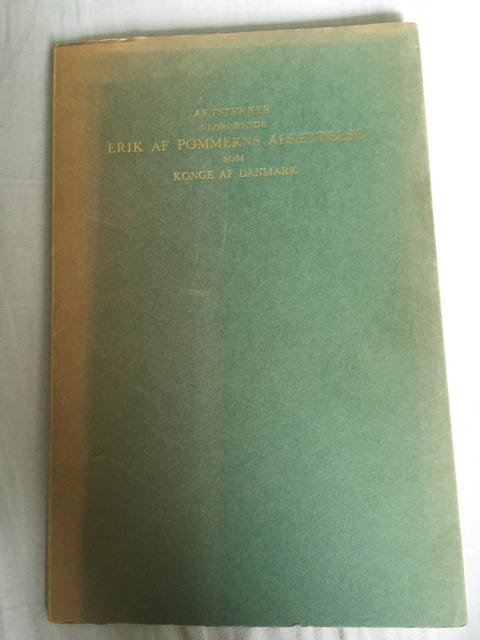 AKTSTYKKER
VEDRØRENDE
ERIK AF POMMERNS AFSÆTTELSE
SOM
KONGE AF DANMARK